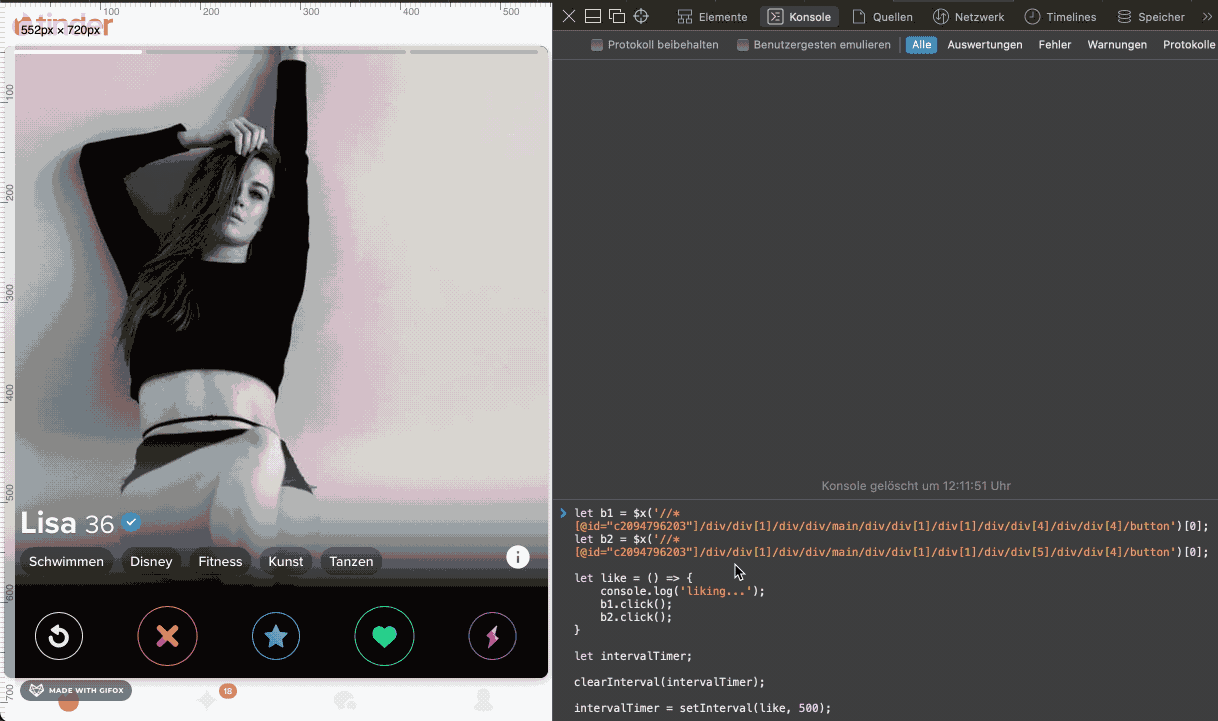 tinder
552px × 720px
100
200
300
400
500
100
200
300
400
500
600
700
Lisa 36
Schwimmen Disney Fitness Kunst Tanzen
i
MADE WITH GIFOX
18
Elemente Konsole Quellen Netzwerk Timelines Speicher
Protokoll beibehalten Benutzergesten emulieren Alle Auswertungen Fehler Warnungen Protokolle
Konsole gelöscht um 12:11:51 Uhr
let b1 = $x('//*
[@id="c2094796203"]/div/div[1]/div/div/main/div/div[1]/div[1]/div/div[4]/div/div[4]/button')[0];
let b2 = $x('//*
[@id="c2094796203"]/div/div[1]/div/div/main/div/div[1]/div[1]/div/div[5]/div/div[4]/button')[0];
let like = () => {
console.log('liking...');
b1.click();
b2.click();
}
let intervalTimer;
clearInterval(intervalTimer);
intervalTimer = setInterval(like, 500);